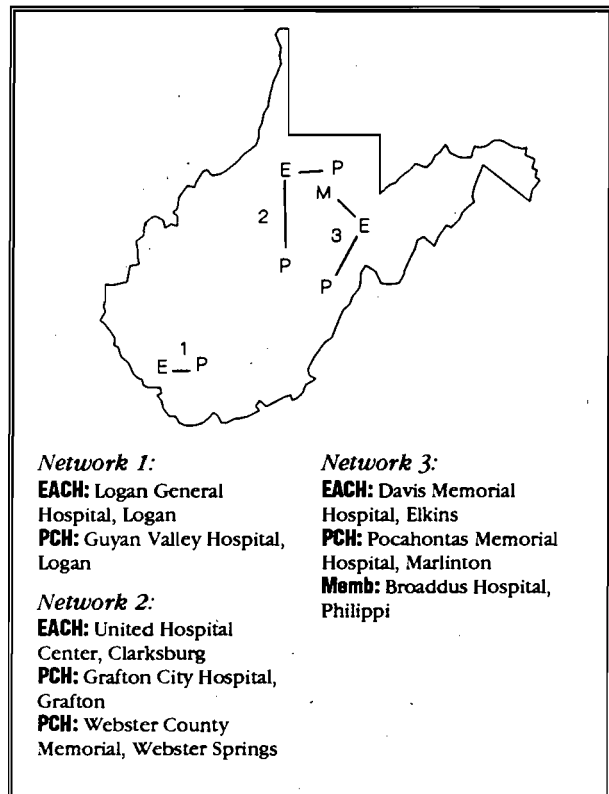 E P
M
2
3 E
P
P
1
E P
Network 1:
EACH: Logan General
Hospital, Logan
PCH: Guyan Valley Hospital,
Logan
Network 2:
EACH: United Hospital
Center, Clarksburg
PCH: Grafton City Hospital,
Grafton
PCH: Webster County
Memorial, Webster Springs
Network 3:
EACH: Davis Memorial
Hospital, Elkins
PCH: Pocahontas Memorial
Hospital, Marlinton
Memb: Broaddus Hospital,
Philippi